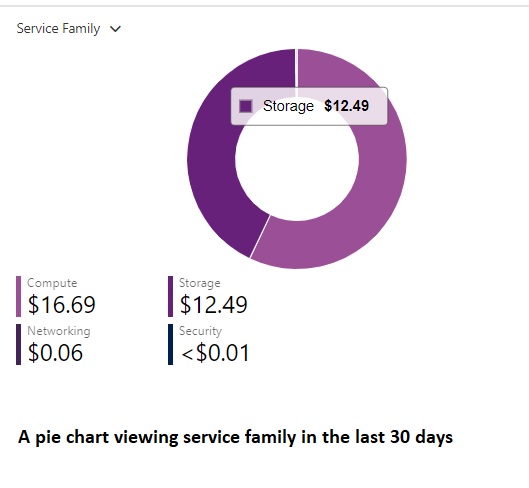 Service Family
Storage $12.49
Compute
$16.69
Storage
$12.49
Networking
$0.06
Security
<$0.01
A pie chart viewing service family in the last 30 days